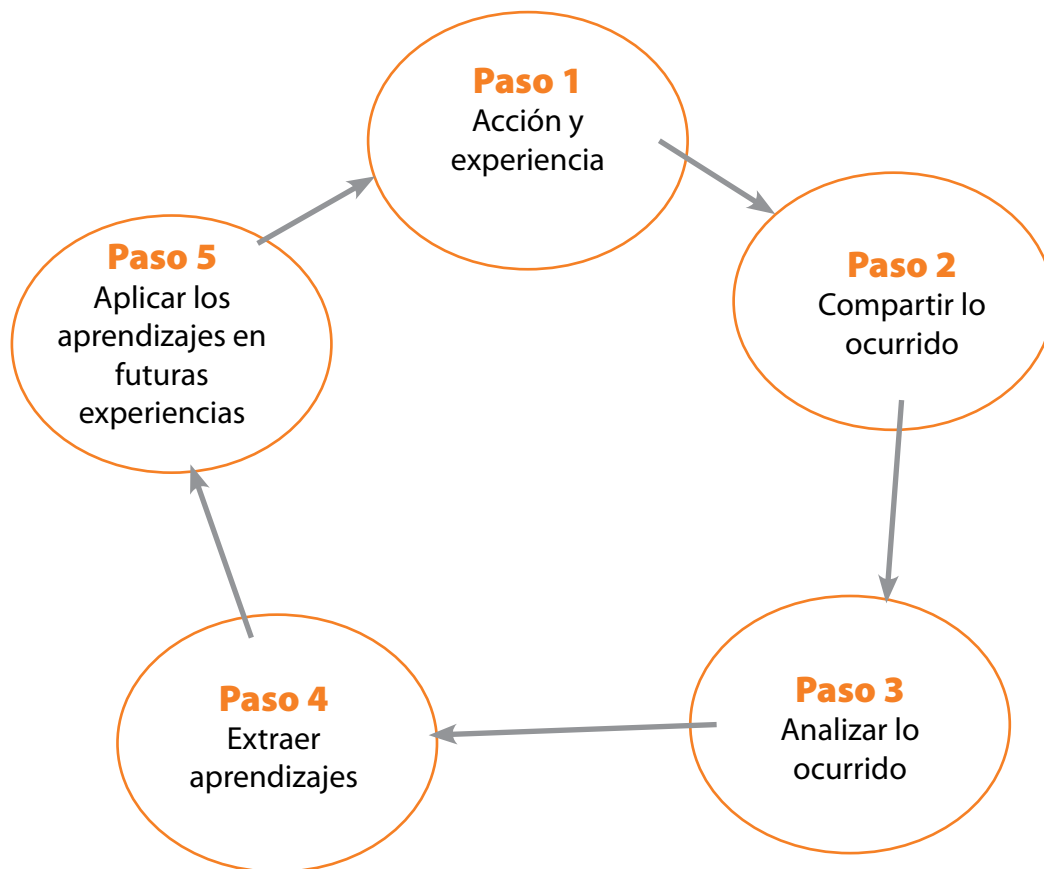 Paso 1
Acción y
experiencia
Paso 2
Compartir lo
ocurrido
Paso 3
Analizar lo
ocurrido
Paso 4
Extraer
aprendizajes
Paso 5
Aplicar los
aprendizajes en
futuras
experiencias